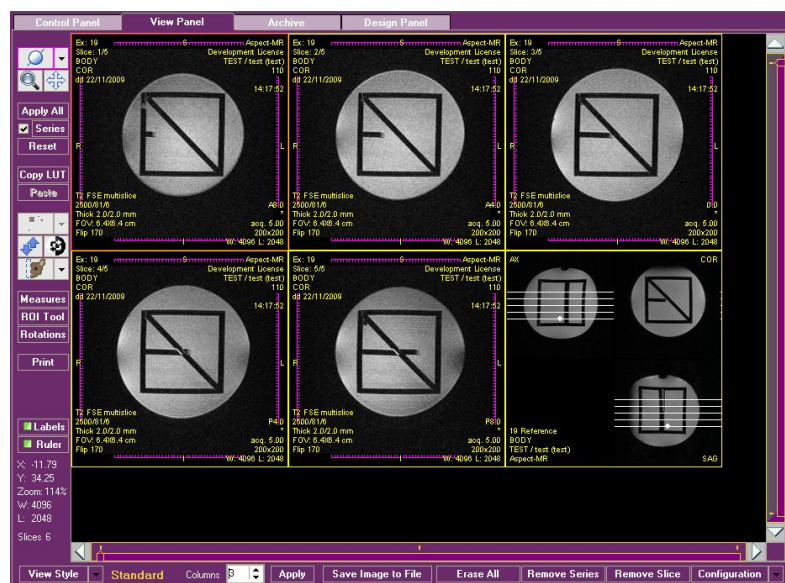 Control Panel View Panel Archive Design Panel
Apply All
Series
Reset
Copy LUT
Paste
Measures
ROI Tool
Rotations
Print
Labels
Ruler
X: -11.79
Y: 34.25
Zoom: 114%
W: 4096
L: 2048
Slices 6
Ex: 19 S Aspect-MR
Slice: 1/5 Development License
BODY TEST / test (test)
COR 110
dd 22/11/2009
14:17:52
R L
T2 FSE multislice
2500/81/6 A8.0
Thick 2.0/2.0 mm *
FOV: 6.4X6.4 cm acq. 5.00
Flip 170 200x200
W: 4096 L: 2048
Ex: 19 S Aspect-MR
Slice: 2/5 Development License
BODY TEST / test (test)
COR 110
dd 22/11/2009
14:17:52
R L
T2 FSE multislice
2500/81/6 A4.0
Thick 2.0/2.0 mm *
FOV: 6.4X6.4 cm acq. 5.00
Flip 170 200x200
W: 4096 L: 2048
Ex: 19 S Aspect-MR
Slice: 3/5 Development License
BODY TEST / test (test)
COR 110
dd 22/11/2009
14:17:52
R L
T2 FSE multislice
2500/81/6 0.0
Thick 2.0/2.0 mm *
FOV: 6.4X6.4 cm acq. 5.00
Flip 170 200x200
W: 4096 L: 2048
Ex: 19 S Aspect-MR
Slice: 4/5 Development License
BODY TEST / test (test)
COR 110
dd 22/11/2009
14:17:52
R L
T2 FSE multislice
2500/81/6 P4.0
Thick 2.0/2.0 mm *
FOV: 6.4X6.4 cm acq. 5.00
Flip 170 200x200
W: 4096 L: 2048
Ex: 19 S Aspect-MR
Slice: 5/5 Development License
BODY TEST / test (test)
COR 110
dd 22/11/2009
14:17:52
R L
T2 FSE multislice
2500/81/6 P8.0
Thick 2.0/2.0 mm *
FOV: 6.4X6.4 cm acq. 5.00
Flip 170 200x200
W: 4096 L: 2048
AX COR
19 Reference
BODY
TEST / test (test)
Aspect-MR SAG
View Style Standard Columns 3 Apply Save Image to File Erase All Remove Series Remove Slice Configuration